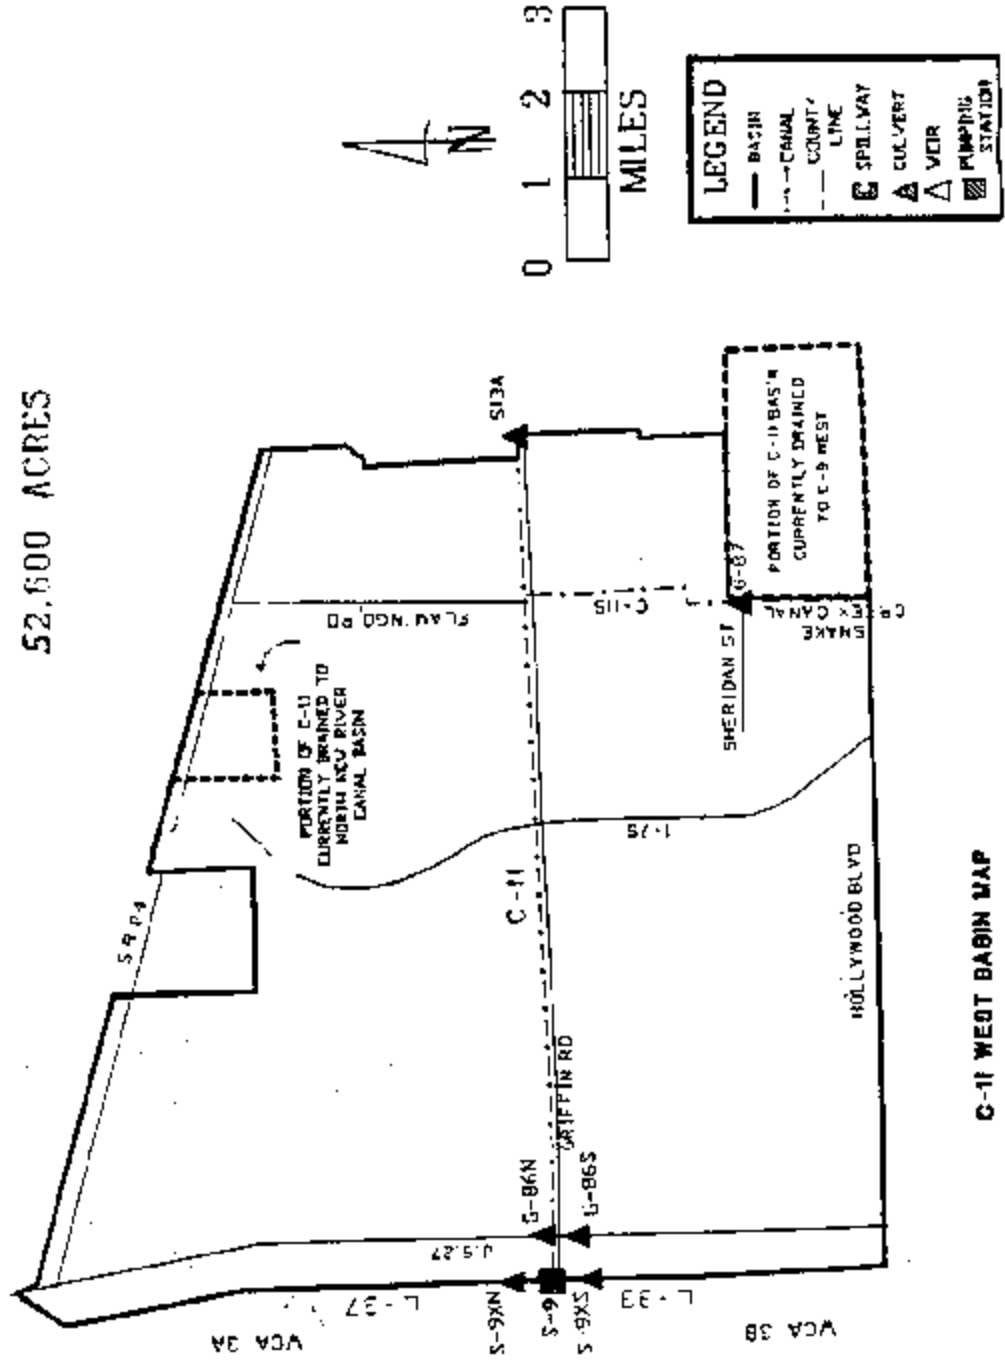 52,600 ACRES
0 1 2 3
MILES
N
LEGEND
BASIN
CANAL
COUNTY
LINE
SPILLWAY
CULVERT
WEIR
PUMPING
STATION
S13A
PORTION OF C-11 BASIN
CURRENTLY DRAINED
TO C-9 WEST
G-87
C-11S
FLAMINGO RD
SNAKE
CREEK CANAL
SHERIDAN ST
PORTION OF C-11
CURRENTLY DRAINED TO
NORTH NEW RIVER
CANAL BASIN
I-75
C-11
S R 84
HOLLYWOOD BLVD
GRIFFIN RD
G-86N
G-86S
U.S.27
L-37
L-33
S-9XN
S-9
S-9XS
WCA 3A
WCA 3B
C-11 WEST BASIN MAP